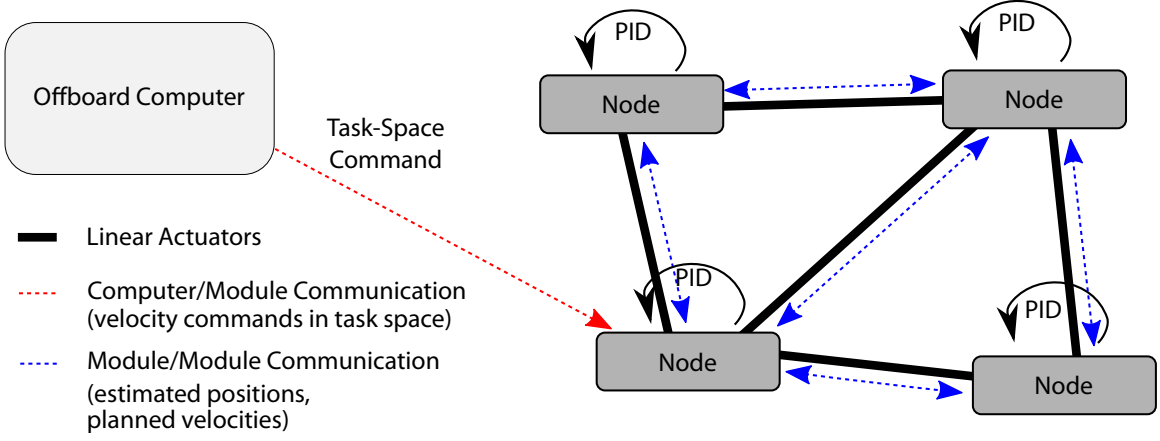 PID
PID
Offboard Computer
Node
Node
Task-Space
Command
Linear Actuators
PID
Computer/Module Communication
(velocity commands in task space)
PID
Module/Module Communication
(estimated positions,
planned velocities)
Node
Node